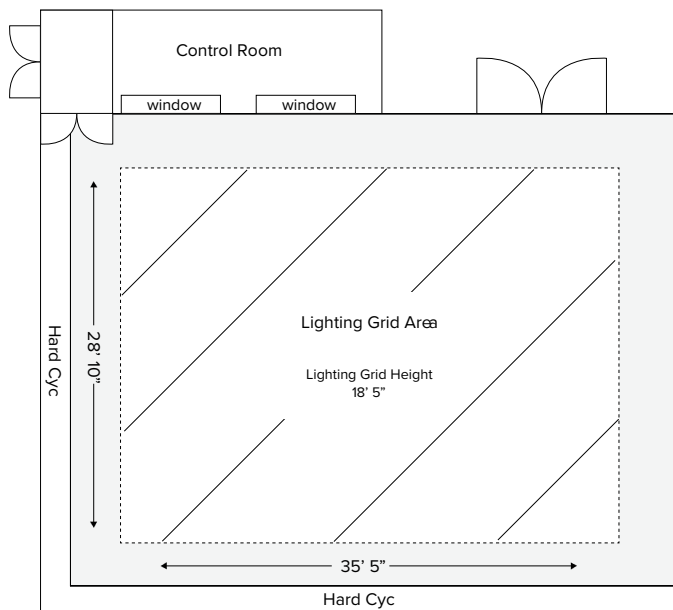 Control Room
window window
Lighting Grid Area
Lighting Grid Height
18’ 5”
Hard Cyc
28’ 10”
35’ 5”
Hard Cyc